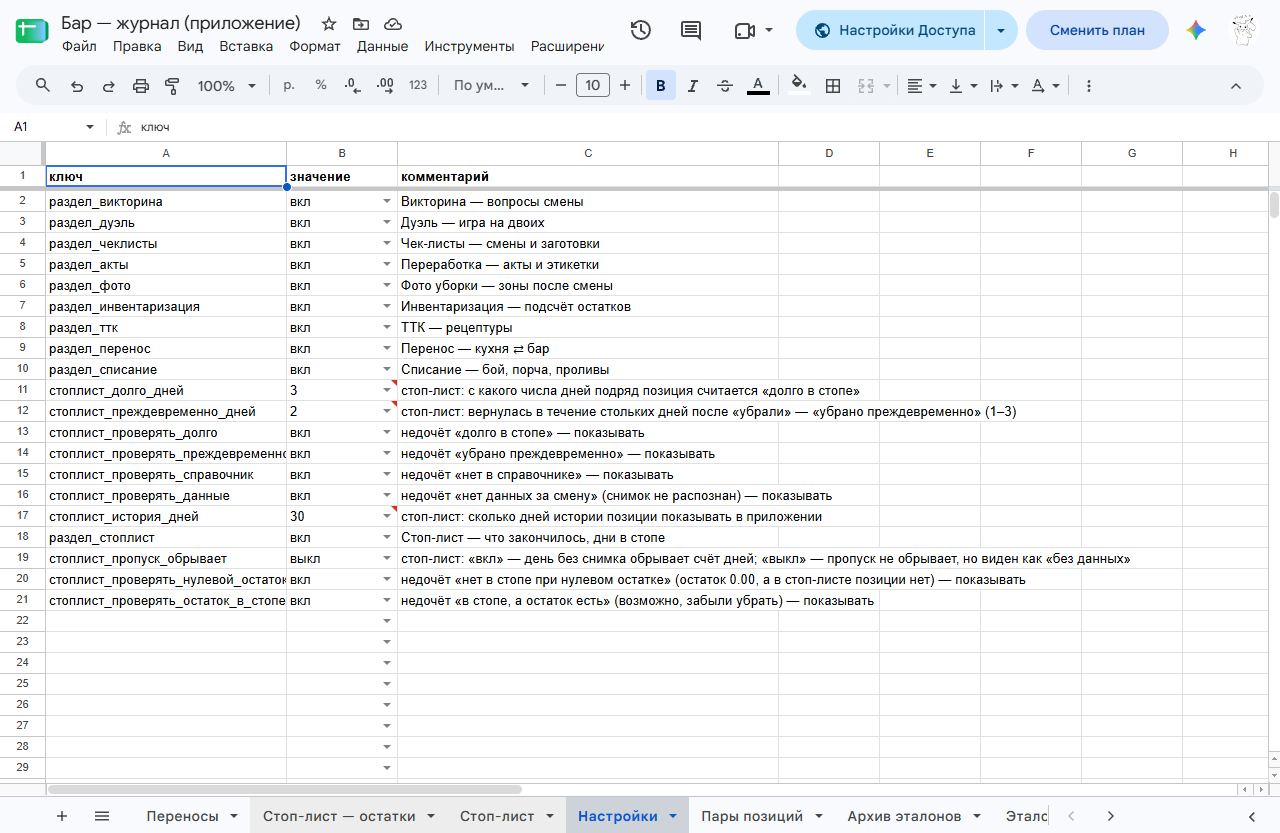 Бар — журнал (приложение)
Файл Правка Вид Вставка Формат Данные Инструменты Расширени
Настройки Доступа
Сменить план
100% р. % .0 .00 123 По ум... 10 B I A
A1 fx ключ
A B C D E F G H
1 ключ значение комментарий
2 раздел_викторина вкл Викторина — вопросы смены
3 раздел_дуэль вкл Дуэль — игра на двоих
4 раздел_чеклисты вкл Чек-листы — смены и заготовки
5 раздел_акты вкл Переработка — акты и этикетки
6 раздел_фото вкл Фото уборки — зоны после смены
7 раздел_инвентаризация вкл Инвентаризация — подсчёт остатков
8 раздел_ттк вкл ТТК — рецептуры
9 раздел_перенос вкл Перенос — кухня ⇄ бар
10 раздел_списание вкл Списание — бой, порча, проливы
11 стоплист_долго_дней 3 стоп-лист: с какого числа дней подряд позиция считается «долго в стопе»
12 стоплист_преждевременно_дней 2 стоп-лист: вернулась в течение стольких дней после «убрали» — «убрано преждевременно» (1–3)
13 стоплист_проверять_долго вкл недочёт «долго в стопе» — показывать
14 стоплист_проверять_преждевременно вкл недочёт «убрано преждевременно» — показывать
15 стоплист_проверять_справочник вкл недочёт «нет в справочнике» — показывать
16 стоплист_проверять_данные вкл недочёт «нет данных за смену» (снимок не распознан) — показывать
17 стоплист_история_дней 30 стоп-лист: сколько дней истории позиции показывать в приложении
18 раздел_стоплист вкл Стоп-лист — что закончилось, дни в стопе
19 стоплист_пропуск_обрывает выкл стоп-лист: «вкл» — день без снимка обрывает счёт дней; «выкл» — пропуск не обрывает, но виден как «без данных»
20 стоплист_проверять_нулевой_остаток вкл недочёт «нет в стопе при нулевом остатке» (остаток 0.00, а в стоп-листе позиции нет) — показывать
21 стоплист_проверять_остаток_в_стопе вкл недочёт «в стопе, а остаток есть» (возможно, забыли убрать) — показывать
22
23
24
25
26
27
28
29
Переносы Стоп-лист — остатки Стоп-лист Настройки Пары позиций Архив эталонов Этало